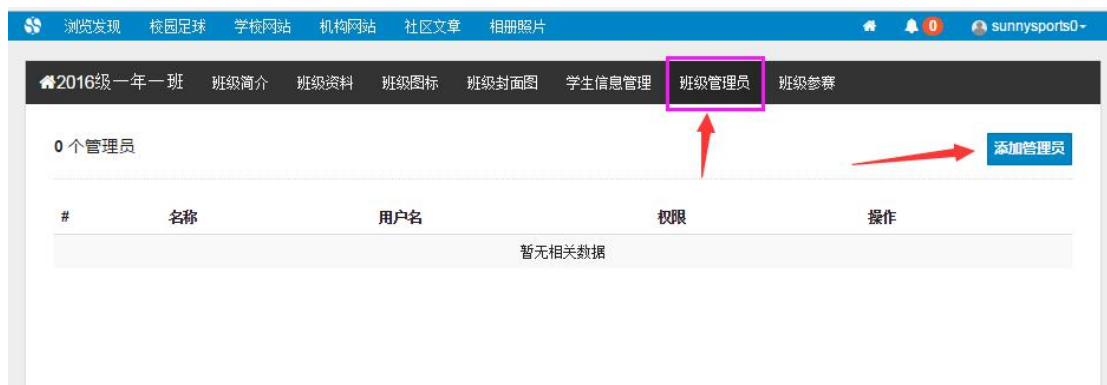 浏览发现 校园足球 学校网站 机构网站 社区文章 相册照片 0 sunnysports0
2016级一年一班 班级简介 班级资料 班级图标 班级封面图 学生信息管理 班级管理员 班级参赛
0 个管理员 添加管理员
# 名称 用户名 权限 操作
暂无相关数据